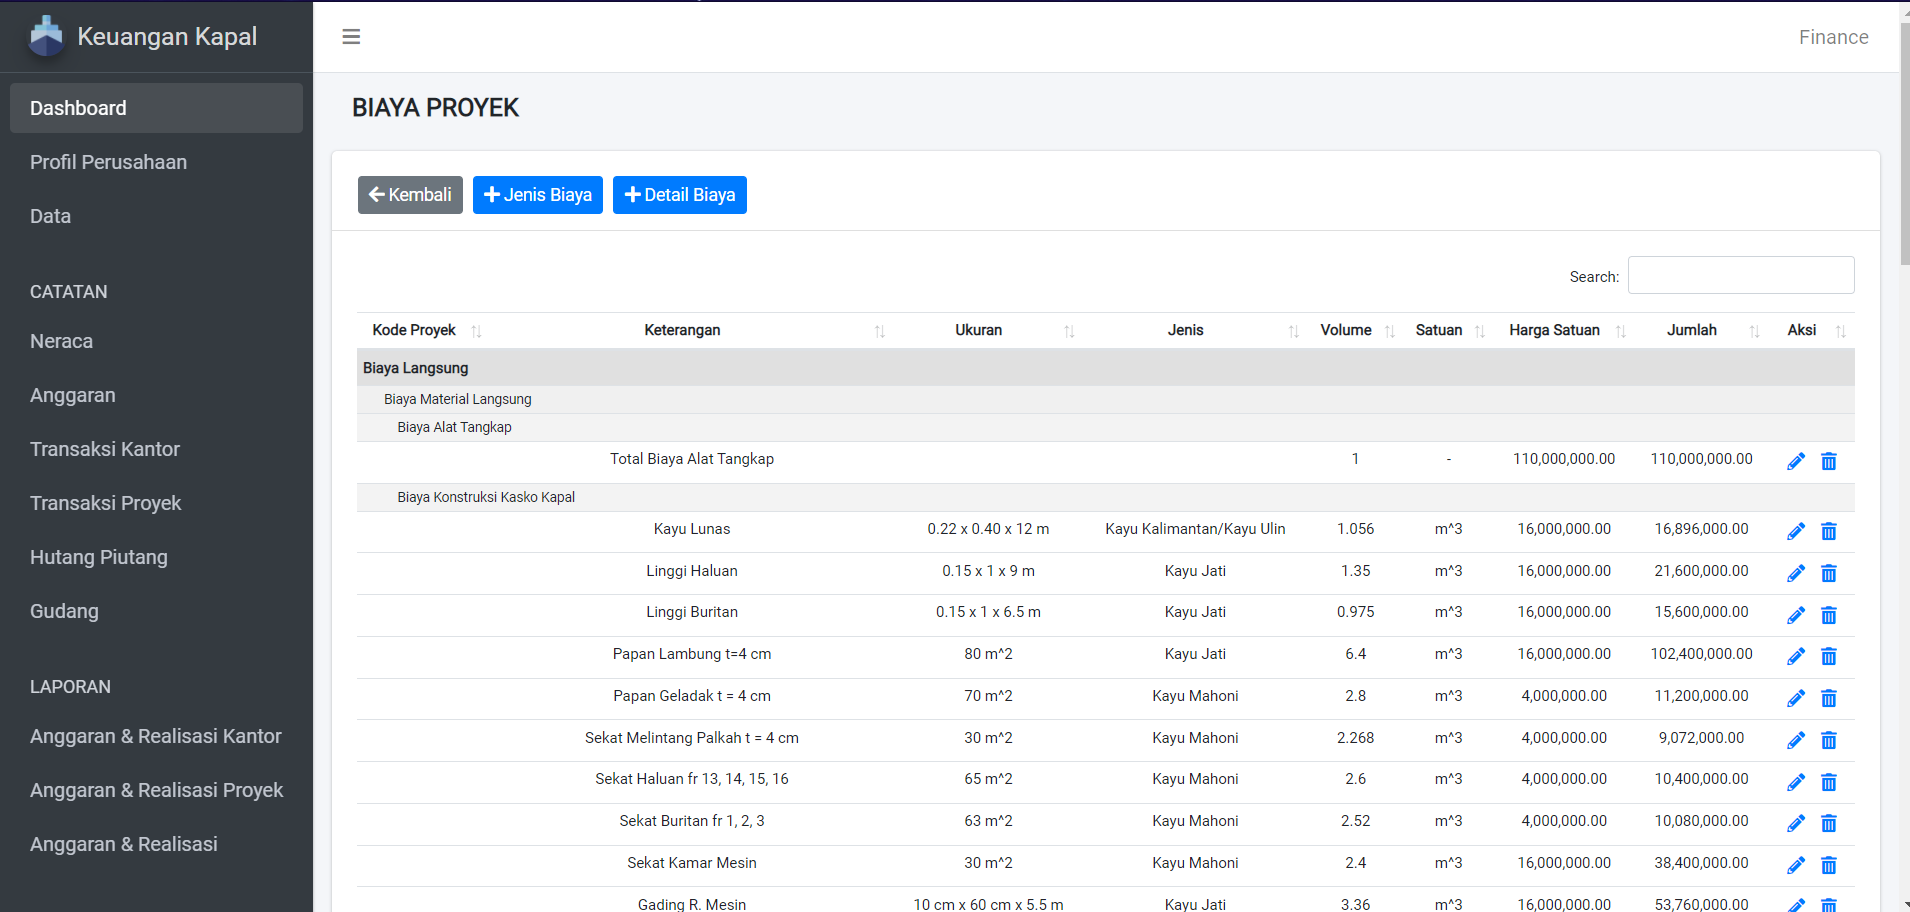 Keuangan Kapal
Finance
Dashboard
Profil Perusahaan
Data
CATATAN
Neraca
Anggaran
Transaksi Kantor
Transaksi Proyek
Hutang Piutang
Gudang
LAPORAN
Anggaran & Realisasi Kantor
Anggaran & Realisasi Proyek
Anggaran & Realisasi
BIAYA PROYEK
Kembali Jenis Biaya Detail Biaya
Search:
Kode Proyek Keterangan Ukuran Jenis Volume Satuan Harga Satuan Jumlah Aksi
Biaya Langsung
Biaya Material Langsung
Biaya Alat Tangkap
Total Biaya Alat Tangkap 1 - 110,000,000.00 110,000,000.00
Biaya Konstruksi Kasko Kapal
Kayu Lunas 0.22 x 0.40 x 12 m Kayu Kalimantan/Kayu Ulin 1.056 m^3 16,000,000.00 16,896,000.00
Linggi Haluan 0.15 x 1 x 9 m Kayu Jati 1.35 m^3 16,000,000.00 21,600,000.00
Linggi Buritan 0.15 x 1 x 6.5 m Kayu Jati 0.975 m^3 16,000,000.00 15,600,000.00
Papan Lambung t=4 cm 80 m^2 Kayu Jati 6.4 m^3 16,000,000.00 102,400,000.00
Papan Geladak t = 4 cm 70 m^2 Kayu Mahoni 2.8 m^3 4,000,000.00 11,200,000.00
Sekat Melintang Palkah t = 4 cm 30 m^2 Kayu Mahoni 2.268 m^3 4,000,000.00 9,072,000.00
Sekat Haluan fr 13, 14, 15, 16 65 m^2 Kayu Mahoni 2.6 m^3 4,000,000.00 10,400,000.00
Sekat Buritan fr 1, 2, 3 63 m^2 Kayu Mahoni 2.52 m^3 4,000,000.00 10,080,000.00
Sekat Kamar Mesin 30 m^2 Kayu Mahoni 2.4 m^3 16,000,000.00 38,400,000.00
Gading R. Mesin 10 cm x 60 cm x 5.5 m Kayu Jati 3.36 m^3 16,000,000.00 53,760,000.00